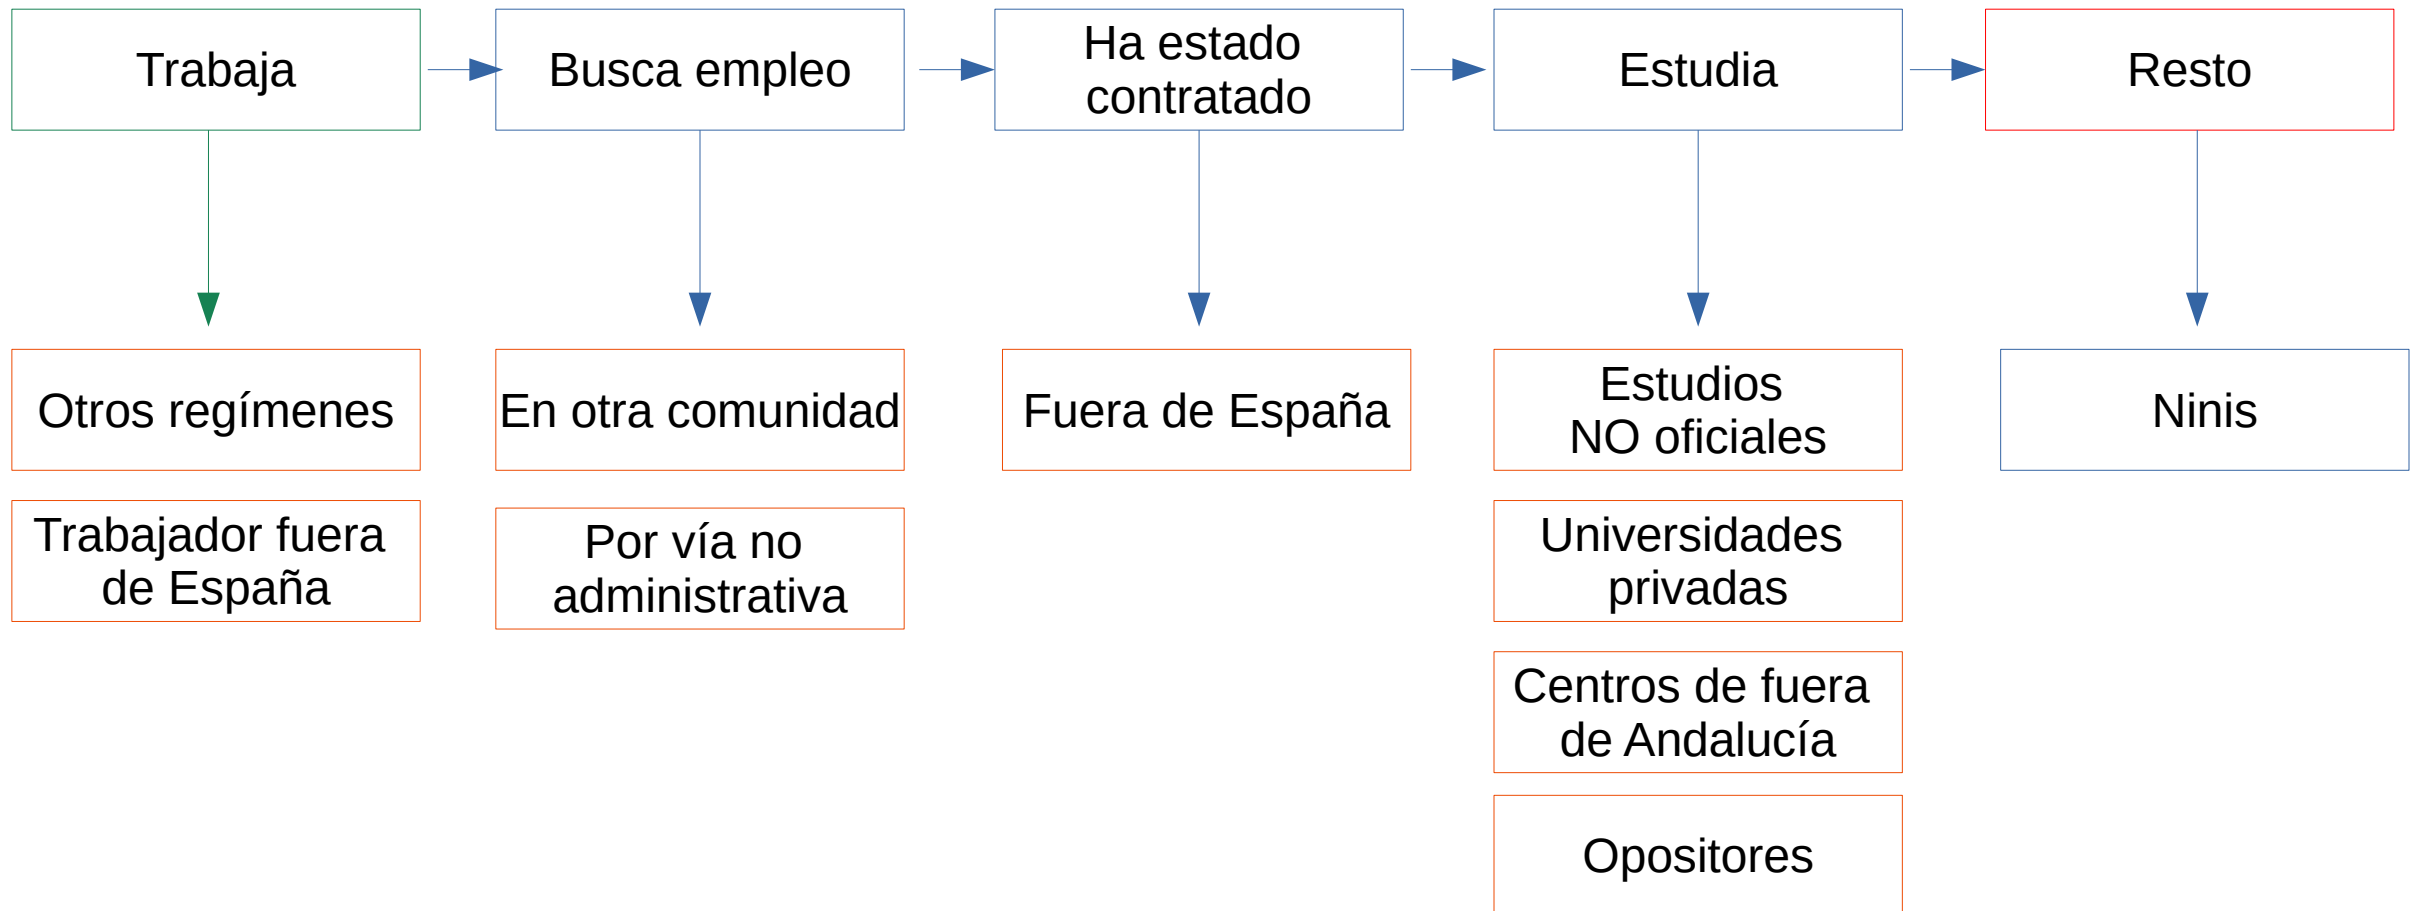 Trabaja
Busca empleo
Ha estado
contratado
Estudia
Resto
Otros regímenes
En otra comunidad
Fuera de España
Estudios
NO oficiales
Ninis
Trabajador fuera
de España
Por vía no
administrativa
Universidades
privadas
Centros de fuera
de Andalucía
Opositores